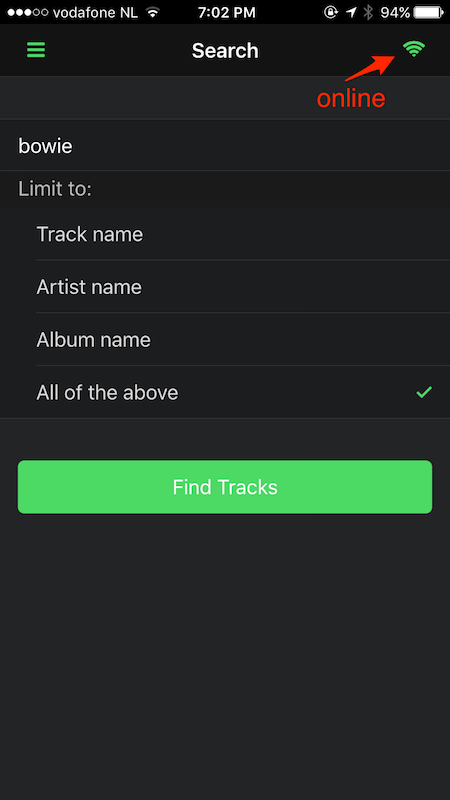 vodafone NL 7:02 PM 94%
Search
online
bowie
Limit to:
Track name
Artist name
Album name
All of the above
Find Tracks